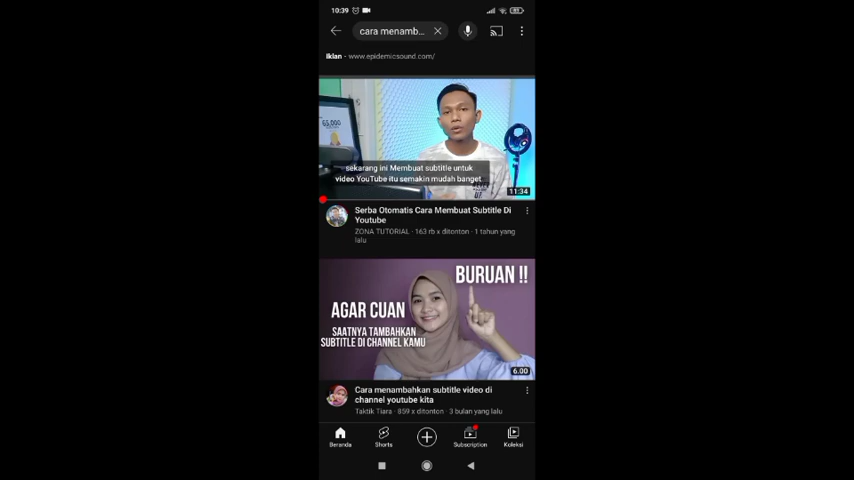 10:39
cara menamb...
Iklan - www.epidemicsound.com/
65,000
sekarang ini Membuat subtitle untuk
video YouTube itu semakin mudah banget
11:34
Serba Otomatis Cara Membuat Subtitle Di
Youtube
ZONA TUTORIAL · 163 rb x ditonton · 1 tahun yang
lalu
BURUAN !!
AGAR CUAN
SAATNYA TAMBAHKAN
SUBTITLE DI CHANNEL KAMU
6.00
Cara menambahkan subtitle video di
channel youtube kita
Taktik Tiara · 859 x ditonton · 3 bulan yang lalu
Beranda
Shorts
Subscription
Koleksi